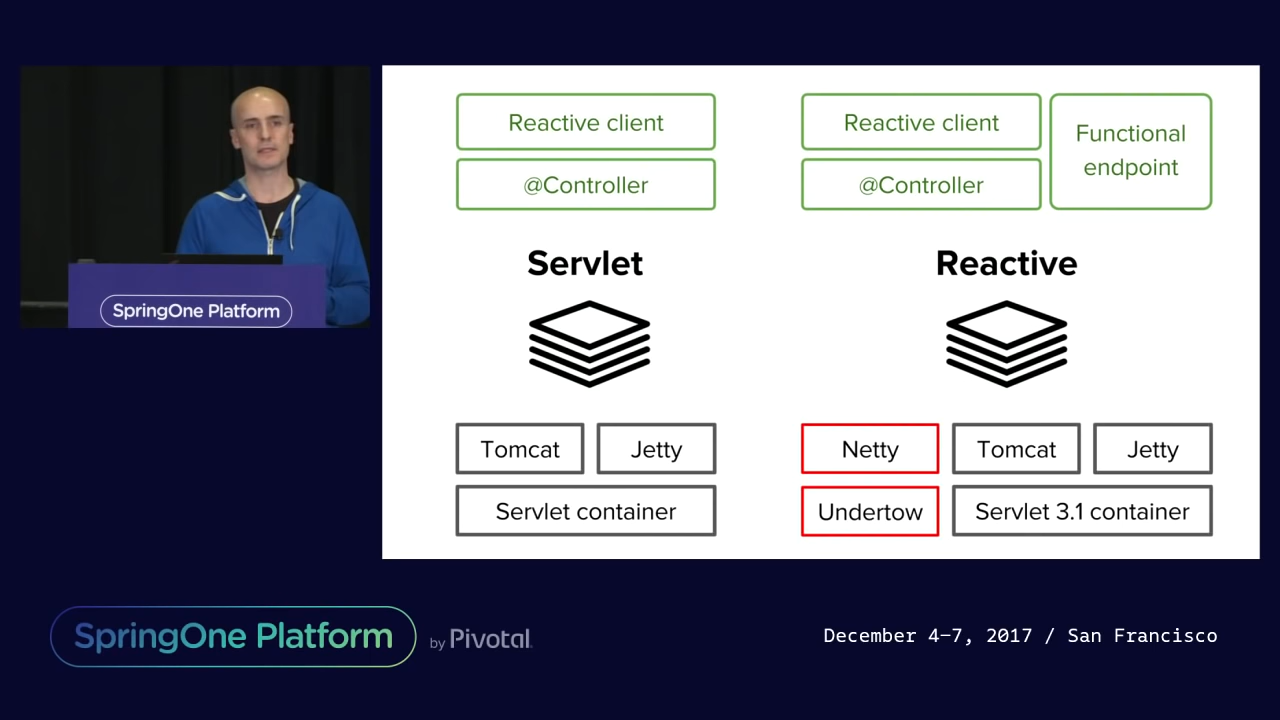 SpringOne Platform
Reactive client
@Controller
Servlet
Tomcat
Jetty
Servlet container
Reactive client
@Controller
Functional
endpoint
Reactive
Netty
Tomcat
Jetty
Undertow
Servlet 3.1 container
SpringOne Platform
by Pivotal.
December 4–7, 2017 / San Francisco